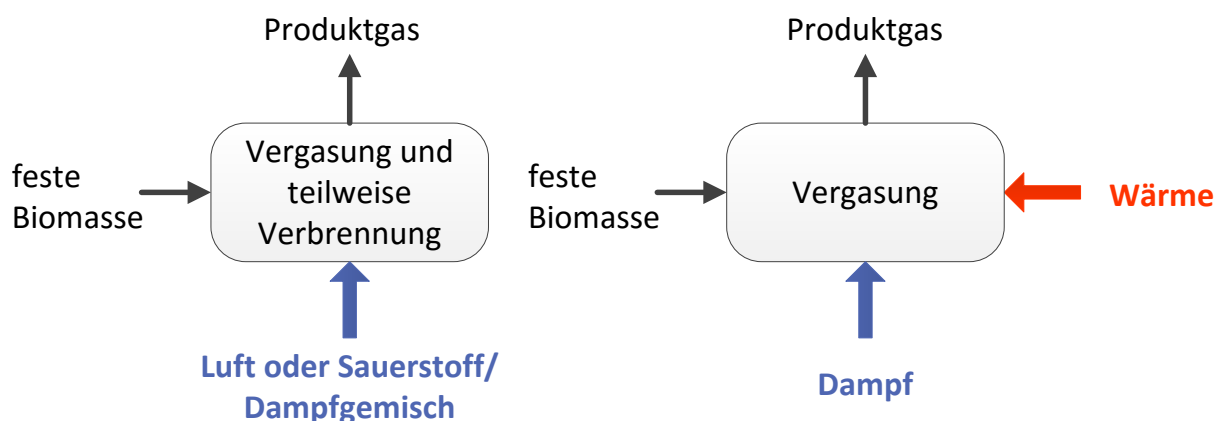 Produktgas
feste
Biomasse
Vergasung und
teilweise
Verbrennung
Luft oder Sauerstoff/
Dampfgemisch
Produktgas
feste
Biomasse
Vergasung
Wärme
Dampf